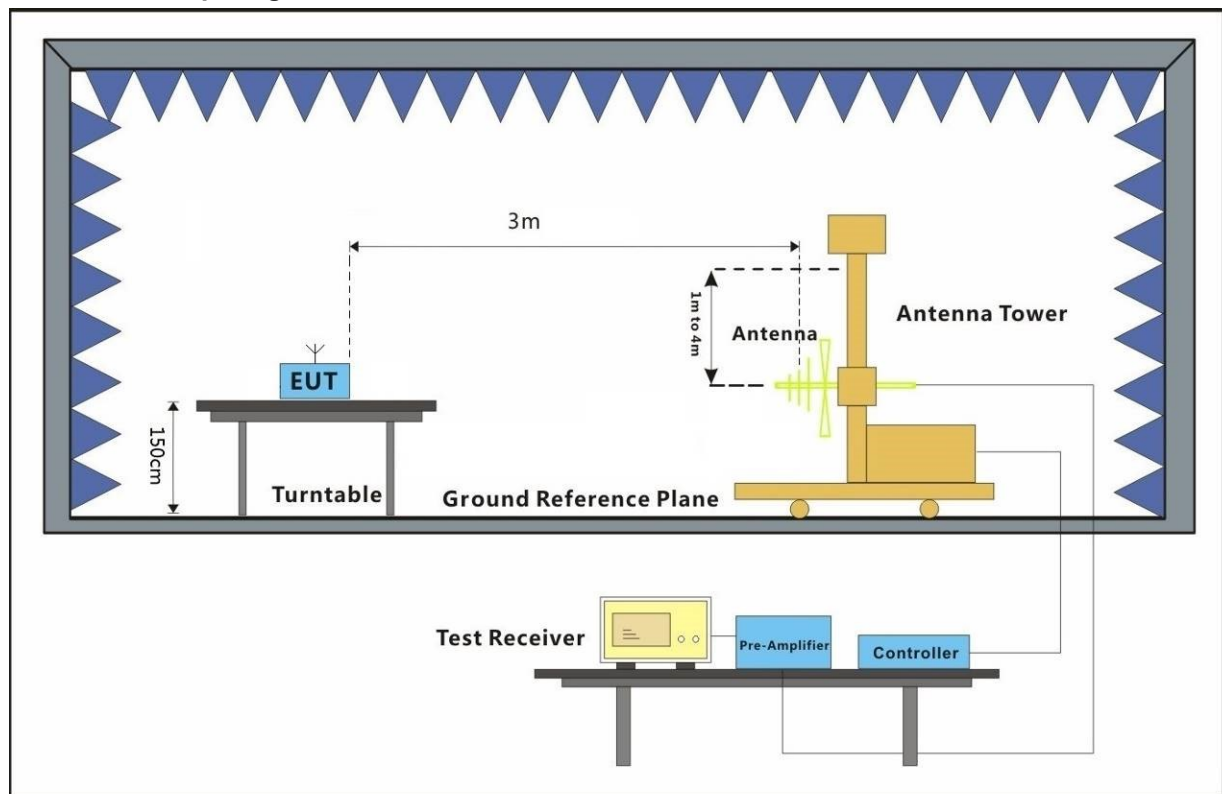 3m
1m to 4m
Antenna
Antenna Tower
EUT
150cm
Turntable
Ground Reference Plane
Test Receiver
Pre-Amplifier
Controller